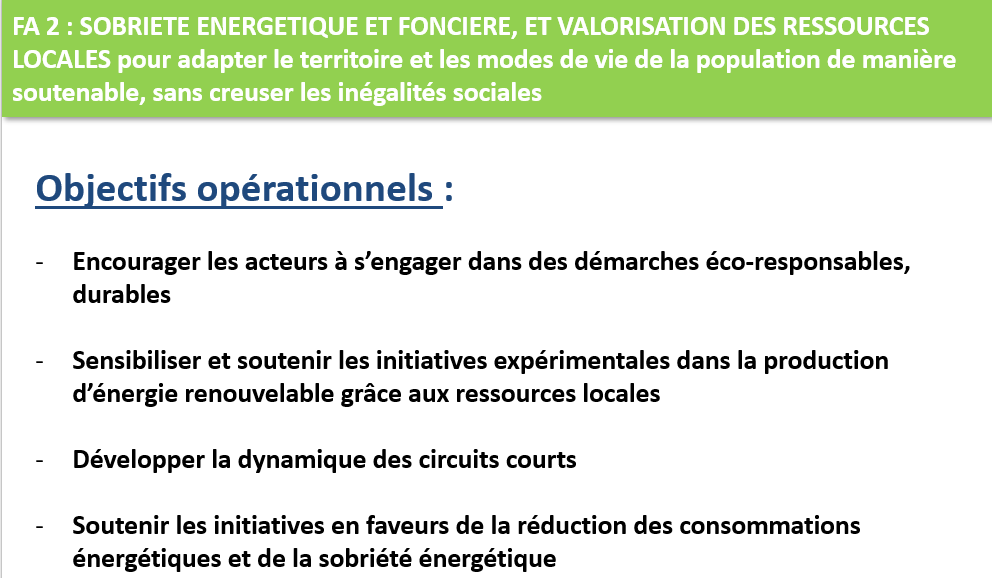 FA 2 : SOBRIETE ENERGETIQUE ET FONCIERE, ET VALORISATION DES RESSOURCES
LOCALES pour adapter le territoire et les modes de vie de la population de manière
soutenable, sans creuser les inégalités sociales
Objectifs opérationnels :
- Encourager les acteurs à s’engager dans des démarches éco-responsables,
durables
- Sensibiliser et soutenir les initiatives expérimentales dans la production
d’énergie renouvelable grâce aux ressources locales
- Développer la dynamique des circuits courts
- Soutenir les initiatives en faveurs de la réduction des consommations
énergétiques et de la sobriété énergétique